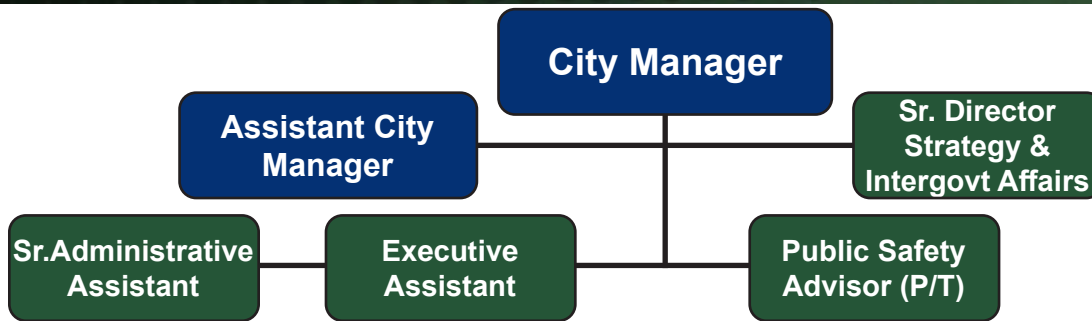 City Manager
Assistant City
Manager
Sr. Director
Strategy &
Intergovt Affairs
Sr.Administrative
Assistant
Executive
Assistant
Public Safety
Advisor (P/T)